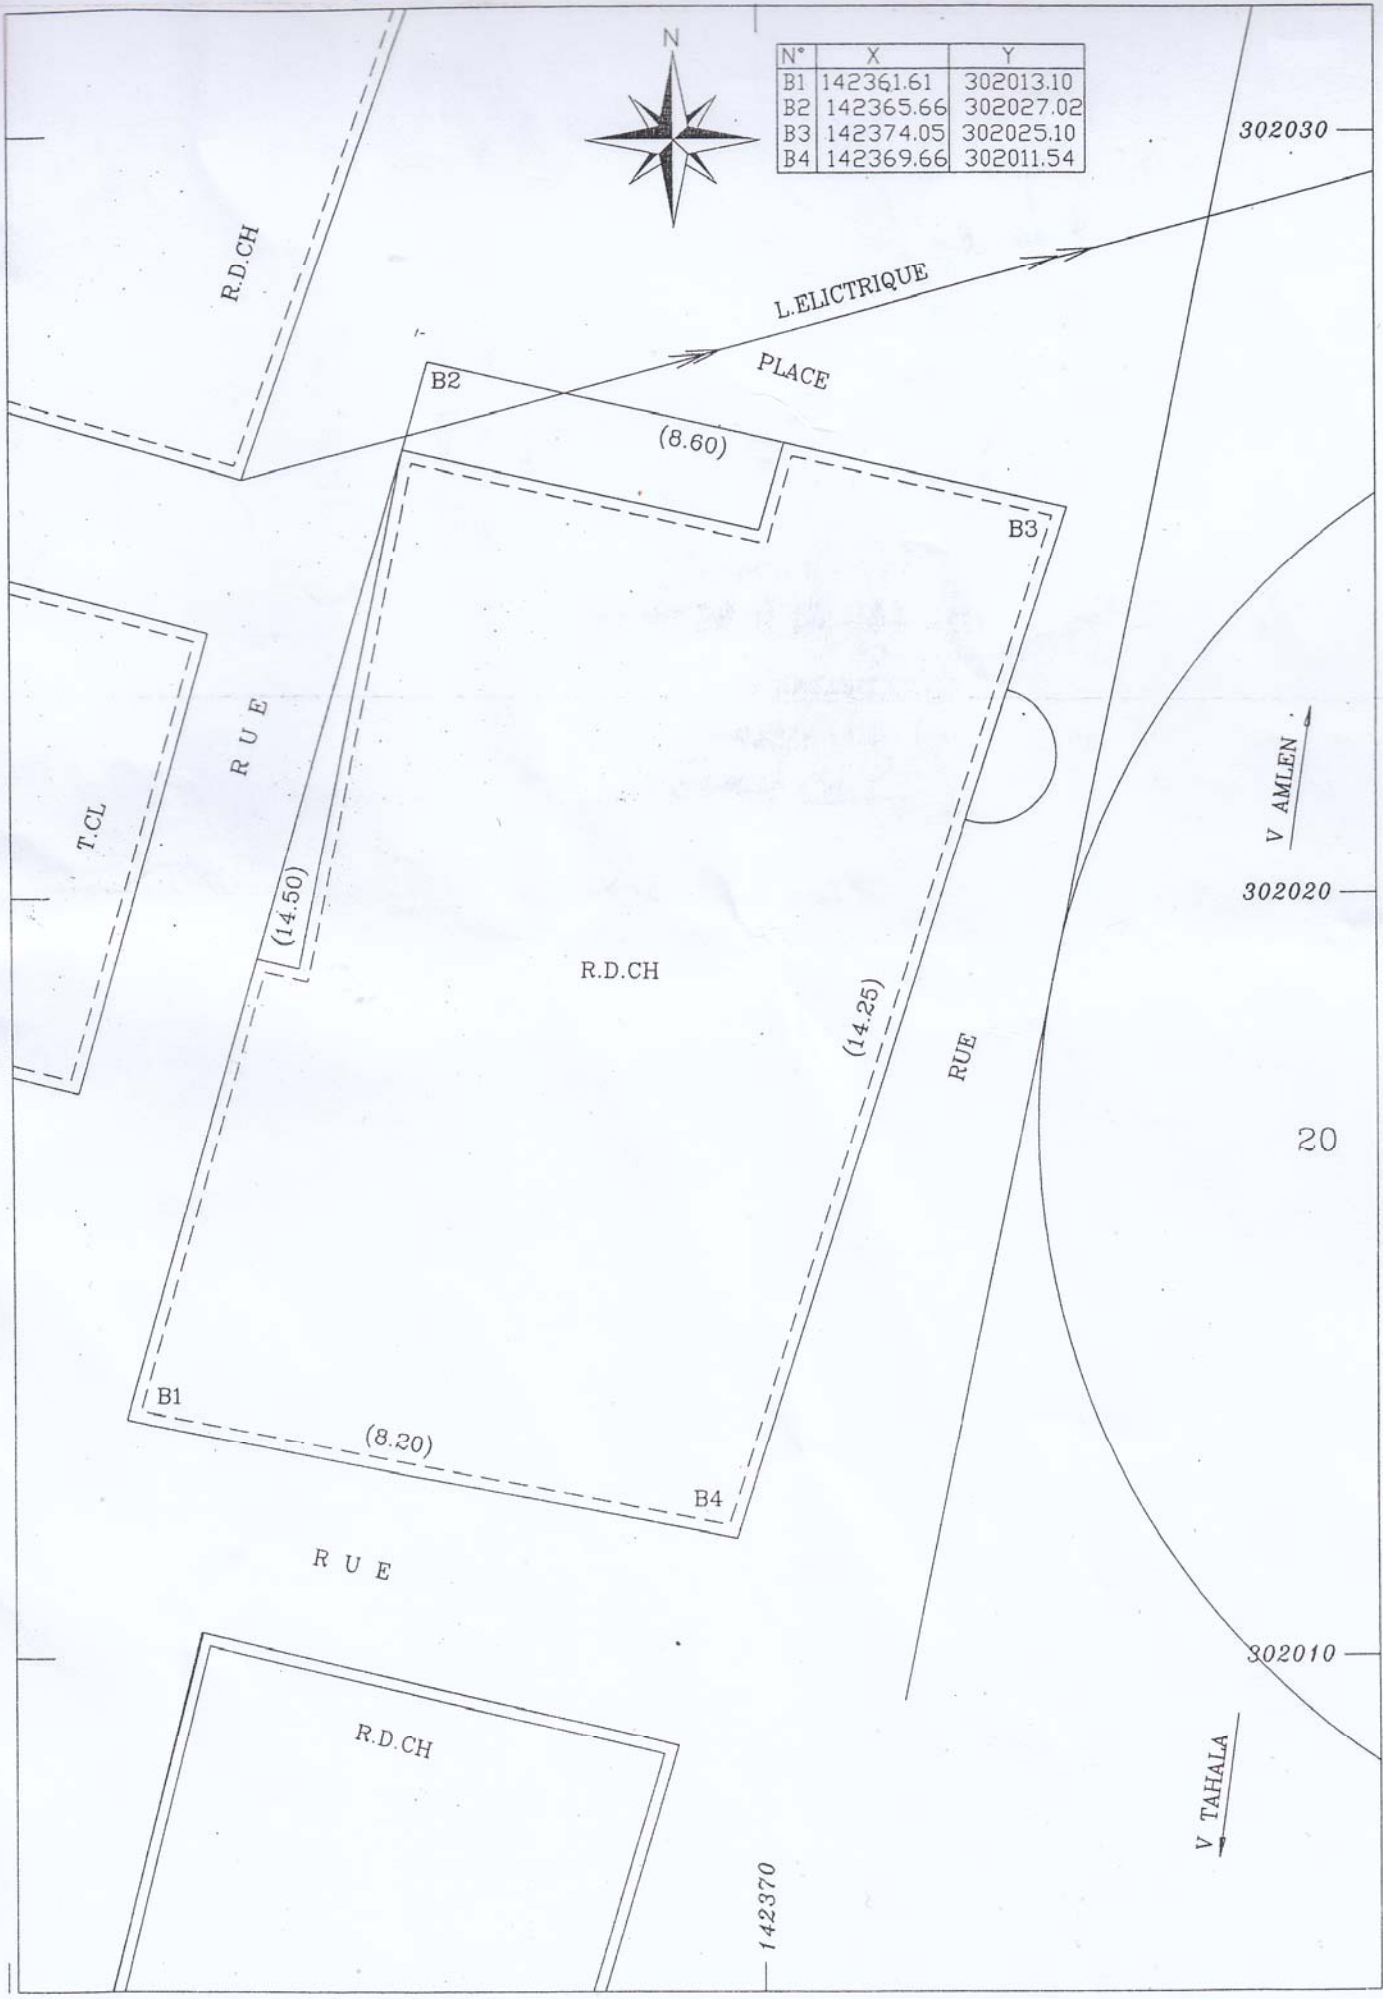 N
N° X Y
B1 142361.61 302013.10
B2 142365.66 302027.02
B3 142374.05 302025.10
B4 142369.66 302011.54
302030
R.D.CH
L.ELICTRIQUE
PLACE
B2
(8.60)
B3
R U E
V AMLEN
T.CL
302020
(14.50)
R.D.CH
(14.25)
RUE
20
B1
(8.20)
B4
R U E
302010
R.D.CH
V TAHALA
142370